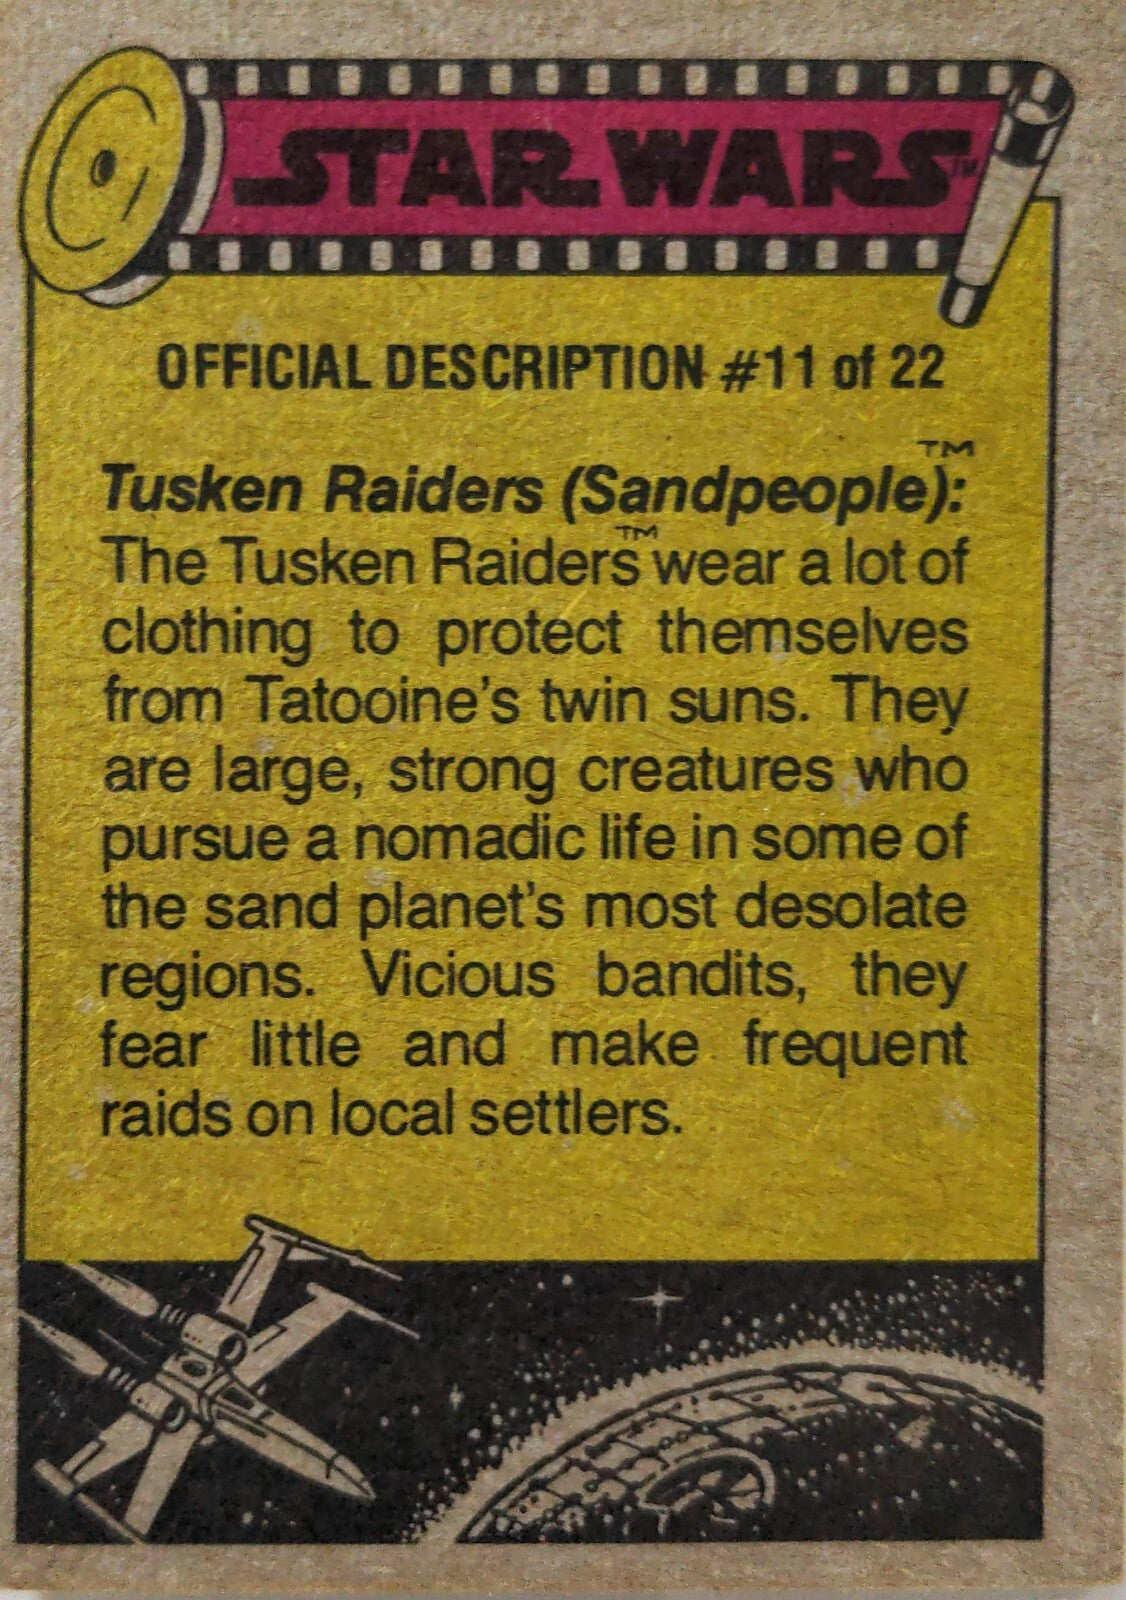 STAR WARS™
OFFICIAL DESCRIPTION #11 of 22
Tusken Raiders (Sandpeople)™:
The Tusken Raiders™ wear a lot of
clothing to protect themselves
from Tatooine's twin suns. They
are large, strong creatures who
pursue a nomadic life in some of
the sand planet's most desolate
regions. Vicious bandits, they
fear little and make frequent
raids on local settlers.